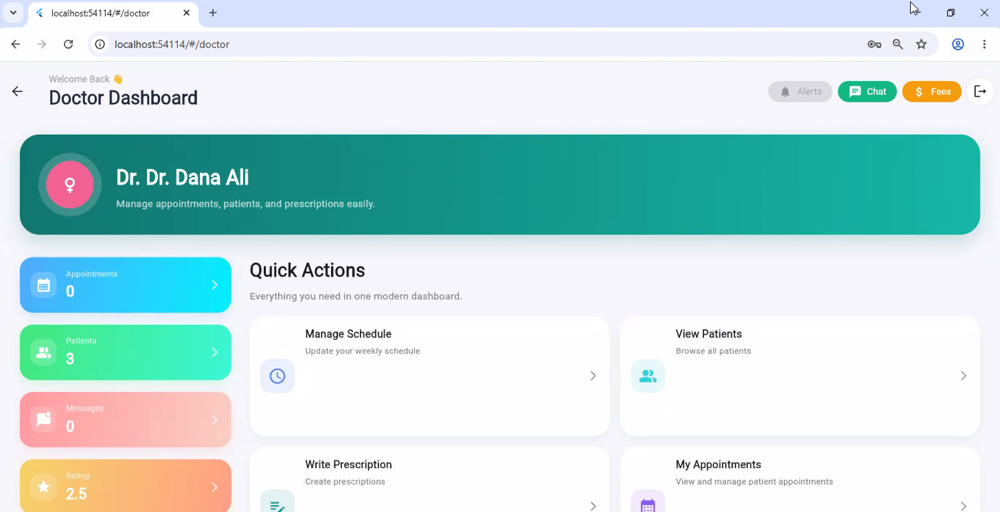 localhost:54114/#/doctor
localhost:54114/#/doctor
Welcome Back 👋
Doctor Dashboard
Alerts
Chat
$ Fees
Dr. Dr. Dana Ali
Manage appointments, patients, and prescriptions easily.
Appointments
0
Patients
3
Messages
0
Rating
2.5
Quick Actions
Everything you need in one modern dashboard.
Manage Schedule
Update your weekly schedule
View Patients
Browse all patients
Write Prescription
Create prescriptions
My Appointments
View and manage patient appointments